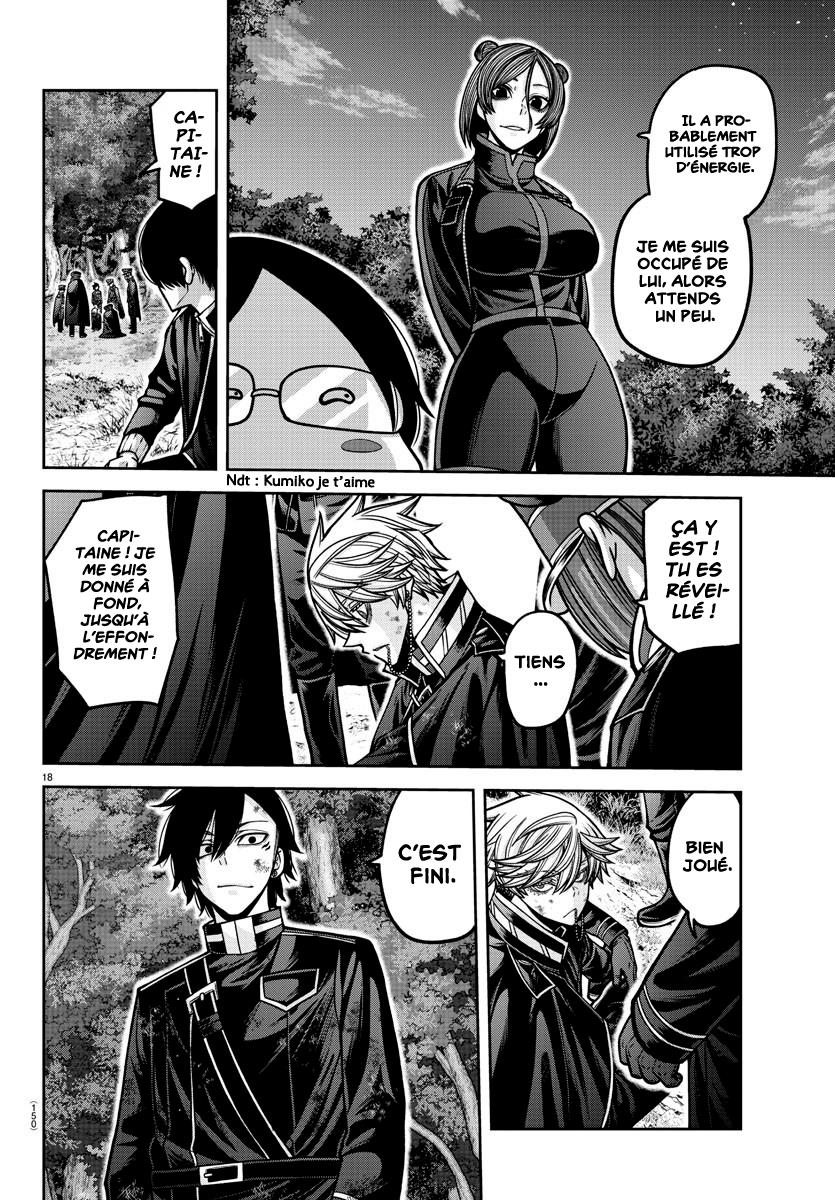 IL A PRO-
BABLEMENT
UTILISÉ TROP
D'ÉNERGIE.
JE ME SUIS
OCCUPÉ DE
LUI, ALORS
ATTENDS
UN PEU.
CA-
PI-
TAI-
NE !
Ndt : Kumiko je t'aime
ÇA Y
EST !
TU ES
RÉVEIL-
LÉ !
TIENS
...
CAPI-
TAINE ! JE
ME SUIS
DONNÉ À
FOND,
JUSQU'À
L'EFFON-
DREMENT !
18
BIEN
JOUÉ.
C'EST
FINI.
(150)